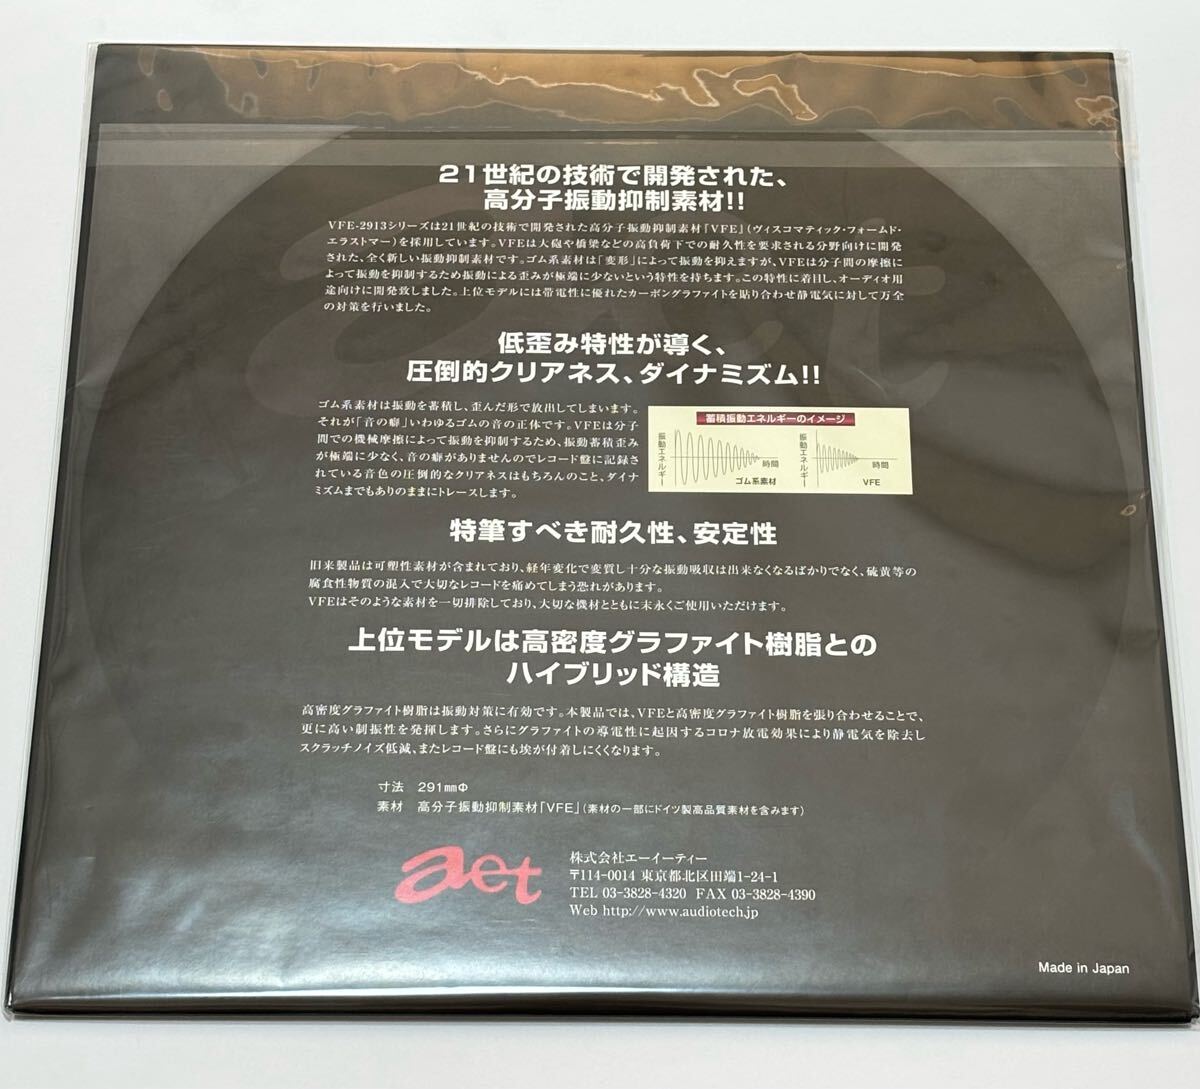 21世紀の技術で開発された、
高分子振動抑制素材!!
VFE-2913シリーズは21世紀の技術で開発された高分子振動抑制素材「VFE」(ヴィスコマティック・フォームド・
エラストマー)を採用しています。VFEは大砲や橋梁などの高負荷下での耐久性を要求される分野向けに開発
された、全く新しい振動抑制素材です。ゴム系素材は「変形」によって振動を抑えますが、VFEは分子間の摩擦に
よって振動を抑制するため振動による歪みが極端に少ないという特性を持ちます。この特性に着目し、オーディオ用
途向けに開発致しました。上位モデルには帯電性に優れたカーボングラファイトを貼り合わせ静電気に対して万全
の対策を行いました。
低歪み特性が導く、
圧倒的クリアネス、ダイナミズム!!
ゴム系素材は振動を蓄積し、歪んだ形で放出してしまいます。
それが「音の癖」いわゆるゴムの音の正体です。VFEは分子
間での機械摩擦によって振動を抑制するため、振動蓄積歪み
が極端に少なく、音の癖がありませんのでレコード盤に記録さ
れている音色の圧倒的なクリアネスはもちろんのこと、ダイナ
ミズムまでもありのままにトレースします。
蓄積振動エネルギーのイメージ
振動エネルギー
時間
ゴム系素材
振動エネルギー
時間
VFE
特筆すべき耐久性、安定性
旧来製品は可塑性素材が含まれており、経年変化で変質し十分な振動吸収は出来なくなるばかりでなく、硫黄等の
腐食性物質の混入で大切なレコードを痛めてしまう恐れがあります。
VFEはそのような素材を一切排除しており、大切な機材とともに末永くご使用いただけます。
上位モデルは高密度グラファイト樹脂との
ハイブリッド構造
高密度グラファイト樹脂は振動対策に有効です。本製品では、VFEと高密度グラファイト樹脂を張り合わせることで、
更に高い制振性を発揮します。さらにグラファイトの導電性に起因するコロナ放電効果により静電気を除去し
スクラッチノイズ低減、またレコード盤にも埃が付着しにくくなります。
寸法 291mmΦ
素材 高分子振動抑制素材「VFE」(素材の一部にドイツ製高品質素材を含みます)
aet
株式会社エーイーティー
〒114-0014 東京都北区田端1-24-1
TEL 03-3828-4320 FAX 03-3828-4390
Web http://www.audiotech.jp
Made in Japan